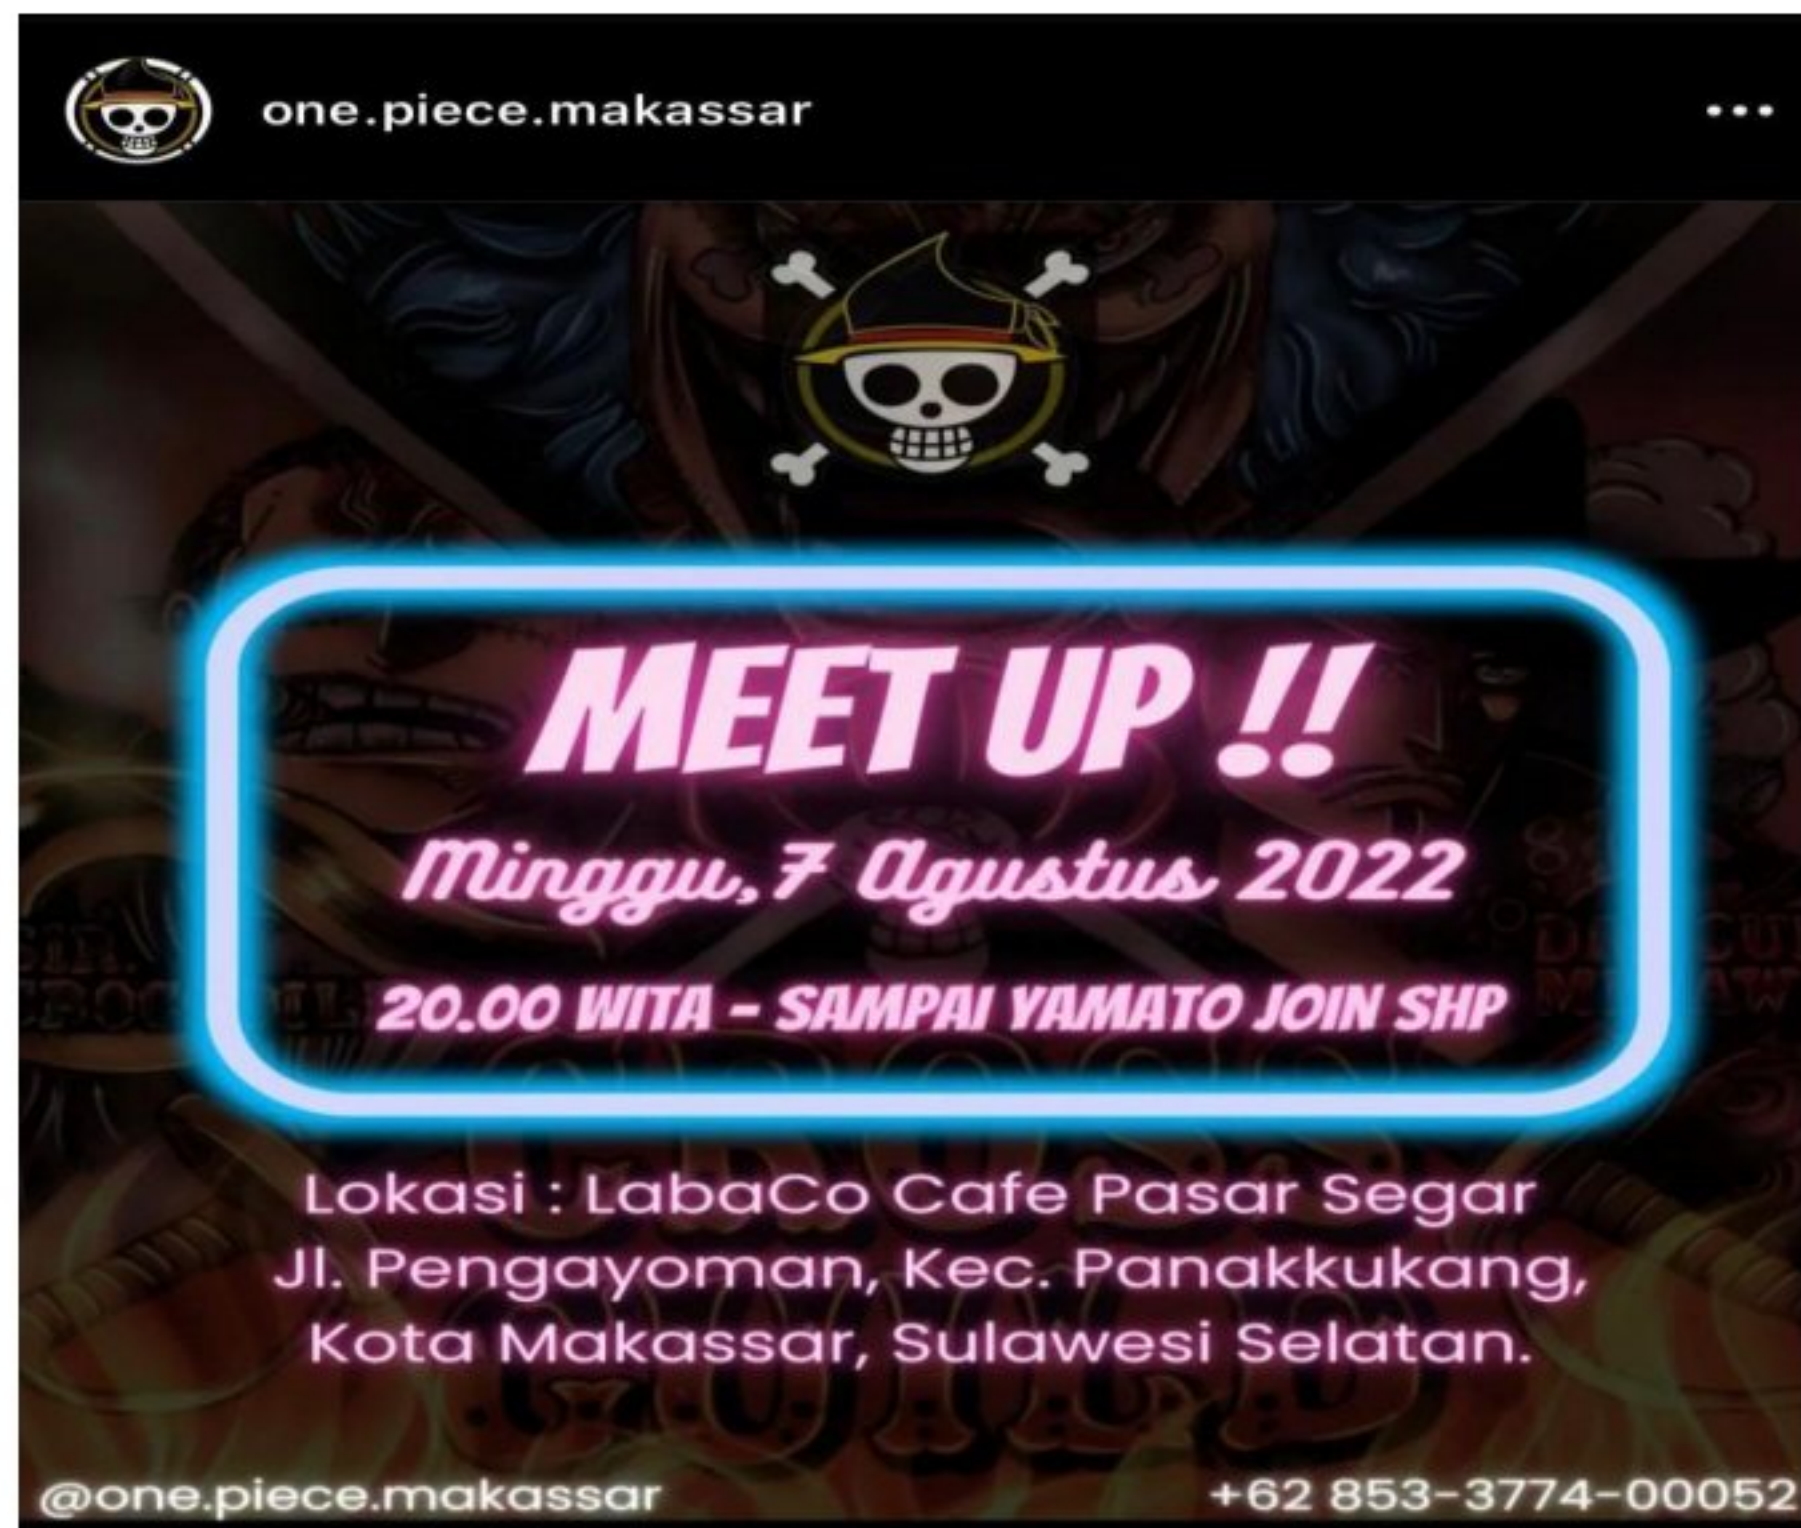 one.piece.makassar
MEET UP !!
Minggu, 7 Agustus 2022
20.00 WITA - SAMPAI YAMATO JOIN SHP
Lokasi : LabaCo Cafe Pasar Segar
Jl. Pengayoman, Kec. Panakkukang,
Kota Makassar, Sulawesi Selatan.
@one.piece.makassar
+62 853-3774-00052